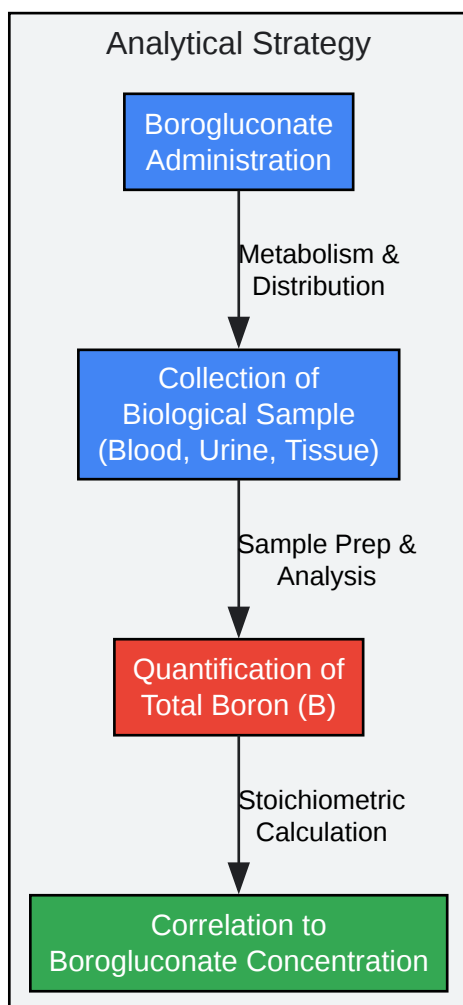 Analytical Strategy
Borogluconate
Administration
Metabolism &
Distribution
Collection of
Biological Sample
(Blood, Urine, Tissue)
Sample Prep &
Analysis
Quantification of
Total Boron (B)
Stoichiometric
Calculation
Correlation to
Borogluconate Concentration